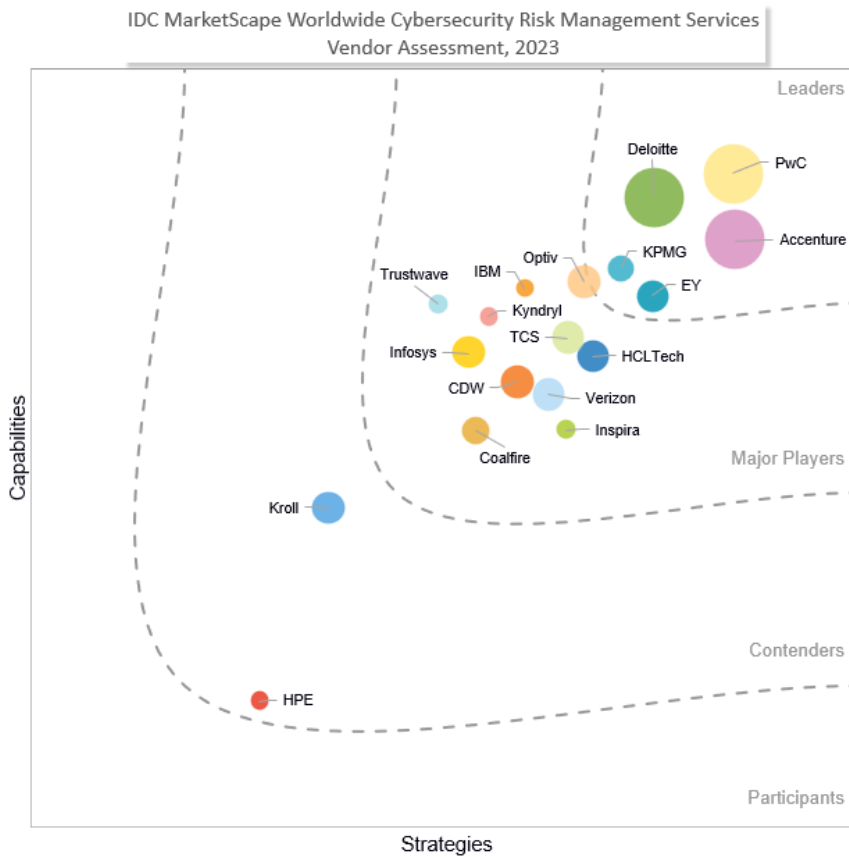 IDC MarketScape Worldwide Cybersecurity Risk Management Services
Vendor Assessment, 2023
Leaders
Deloitte
PwC
Accenture
KPMG
Optiv
IBM
EY
Trustwave
Kyndryl
TCS
Infosys
HCLTech
CDW
Verizon
Inspira
Coalfire
Major Players
Capabilities
Kroll
Contenders
HPE
Participants
Strategies